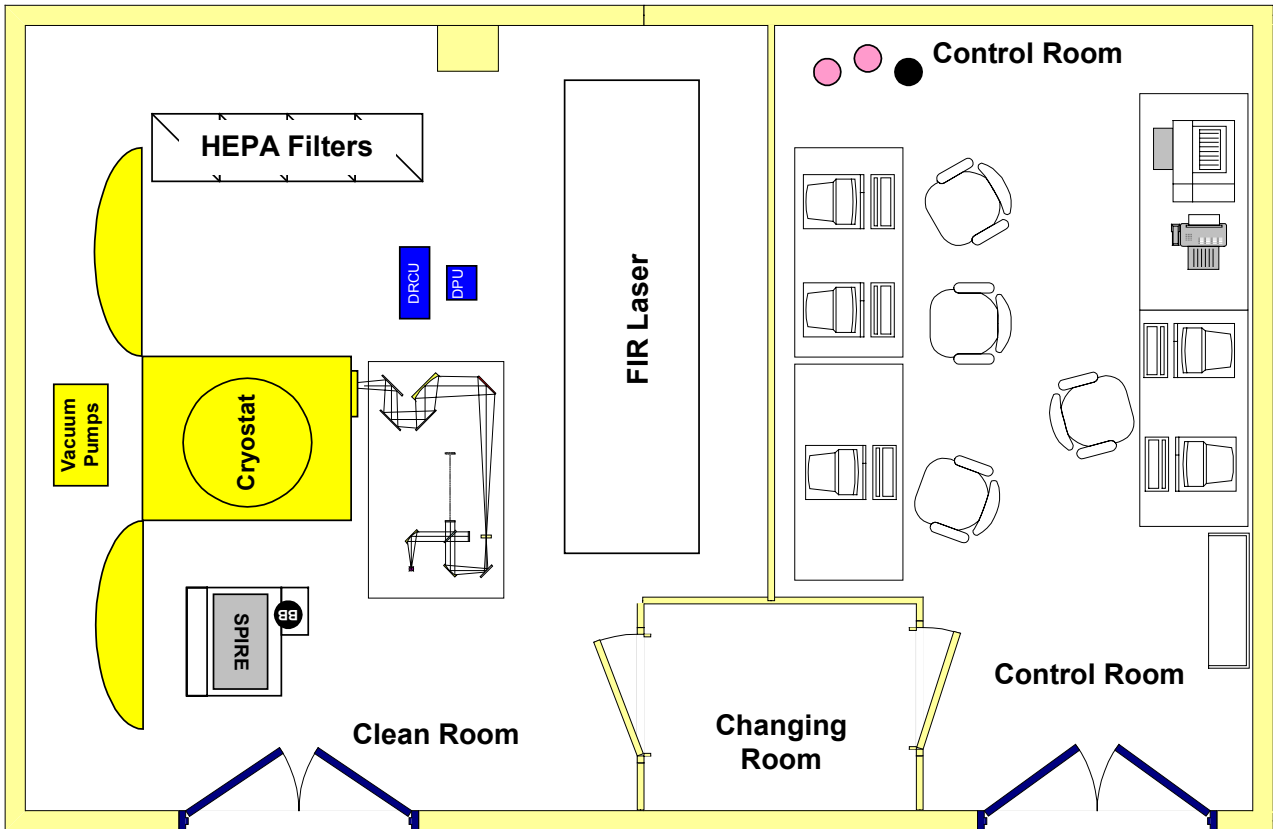 Control Room
HEPA Filters
DRCU
DPU
FIR Laser
Vacuum
Pumps
Cryostat
BB
SPIRE
Control Room
Clean Room
Changing
Room